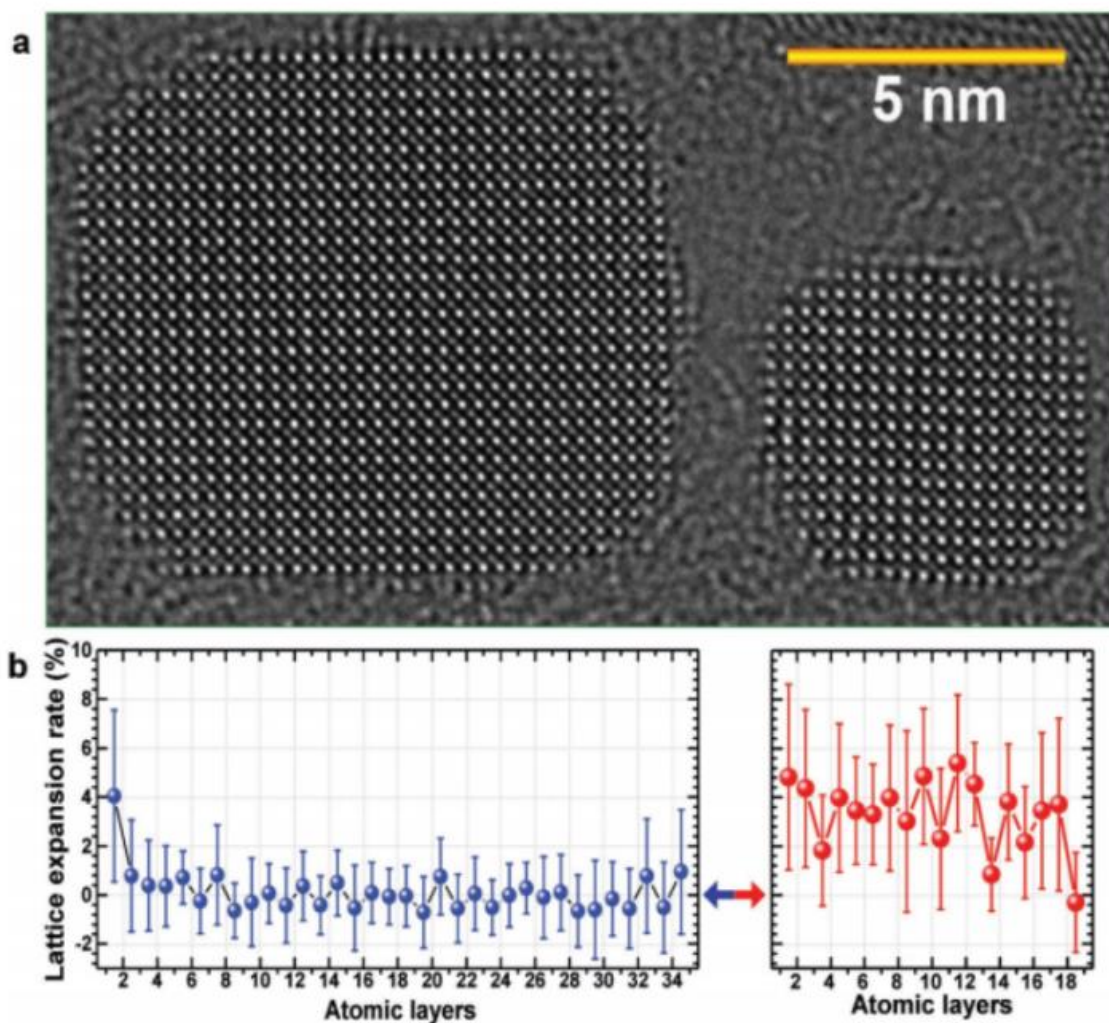 a
5 nm
b
Lattice expansion rate (%)
10
8
6
4
2
0
-2
2 4 6 8 10 12 14 16 18 20 22 24 26 28 30 32 34
2 4 6 8 10 12 14 16 18
Atomic layers
Atomic layers